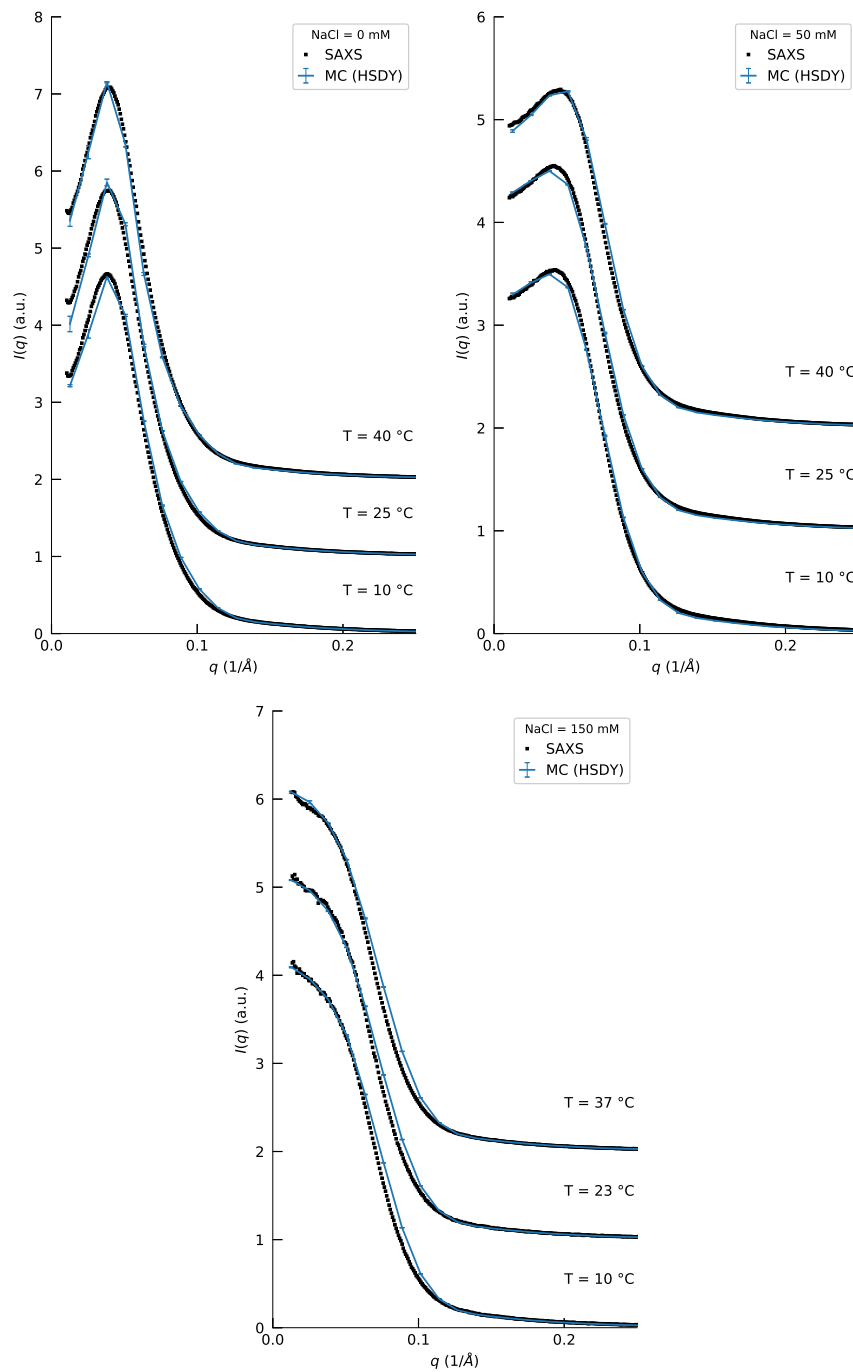 8
7
6
5
4
3
2
1
0
I(q) (a.u.)
NaCl = 0 mM
SAXS
MC (HSDY)
T = 40 °C
T = 25 °C
T = 10 °C
0.0
0.1
0.2
q (1/Å)
6
5
4
3
2
1
0
I(q) (a.u.)
NaCl = 50 mM
SAXS
MC (HSDY)
T = 40 °C
T = 25 °C
T = 10 °C
0.0
0.1
0.2
q (1/Å)
7
6
5
4
3
2
1
0
I(q) (a.u.)
NaCl = 150 mM
SAXS
MC (HSDY)
T = 37 °C
T = 23 °C
T = 10 °C
0.0
0.1
0.2
q (1/Å)